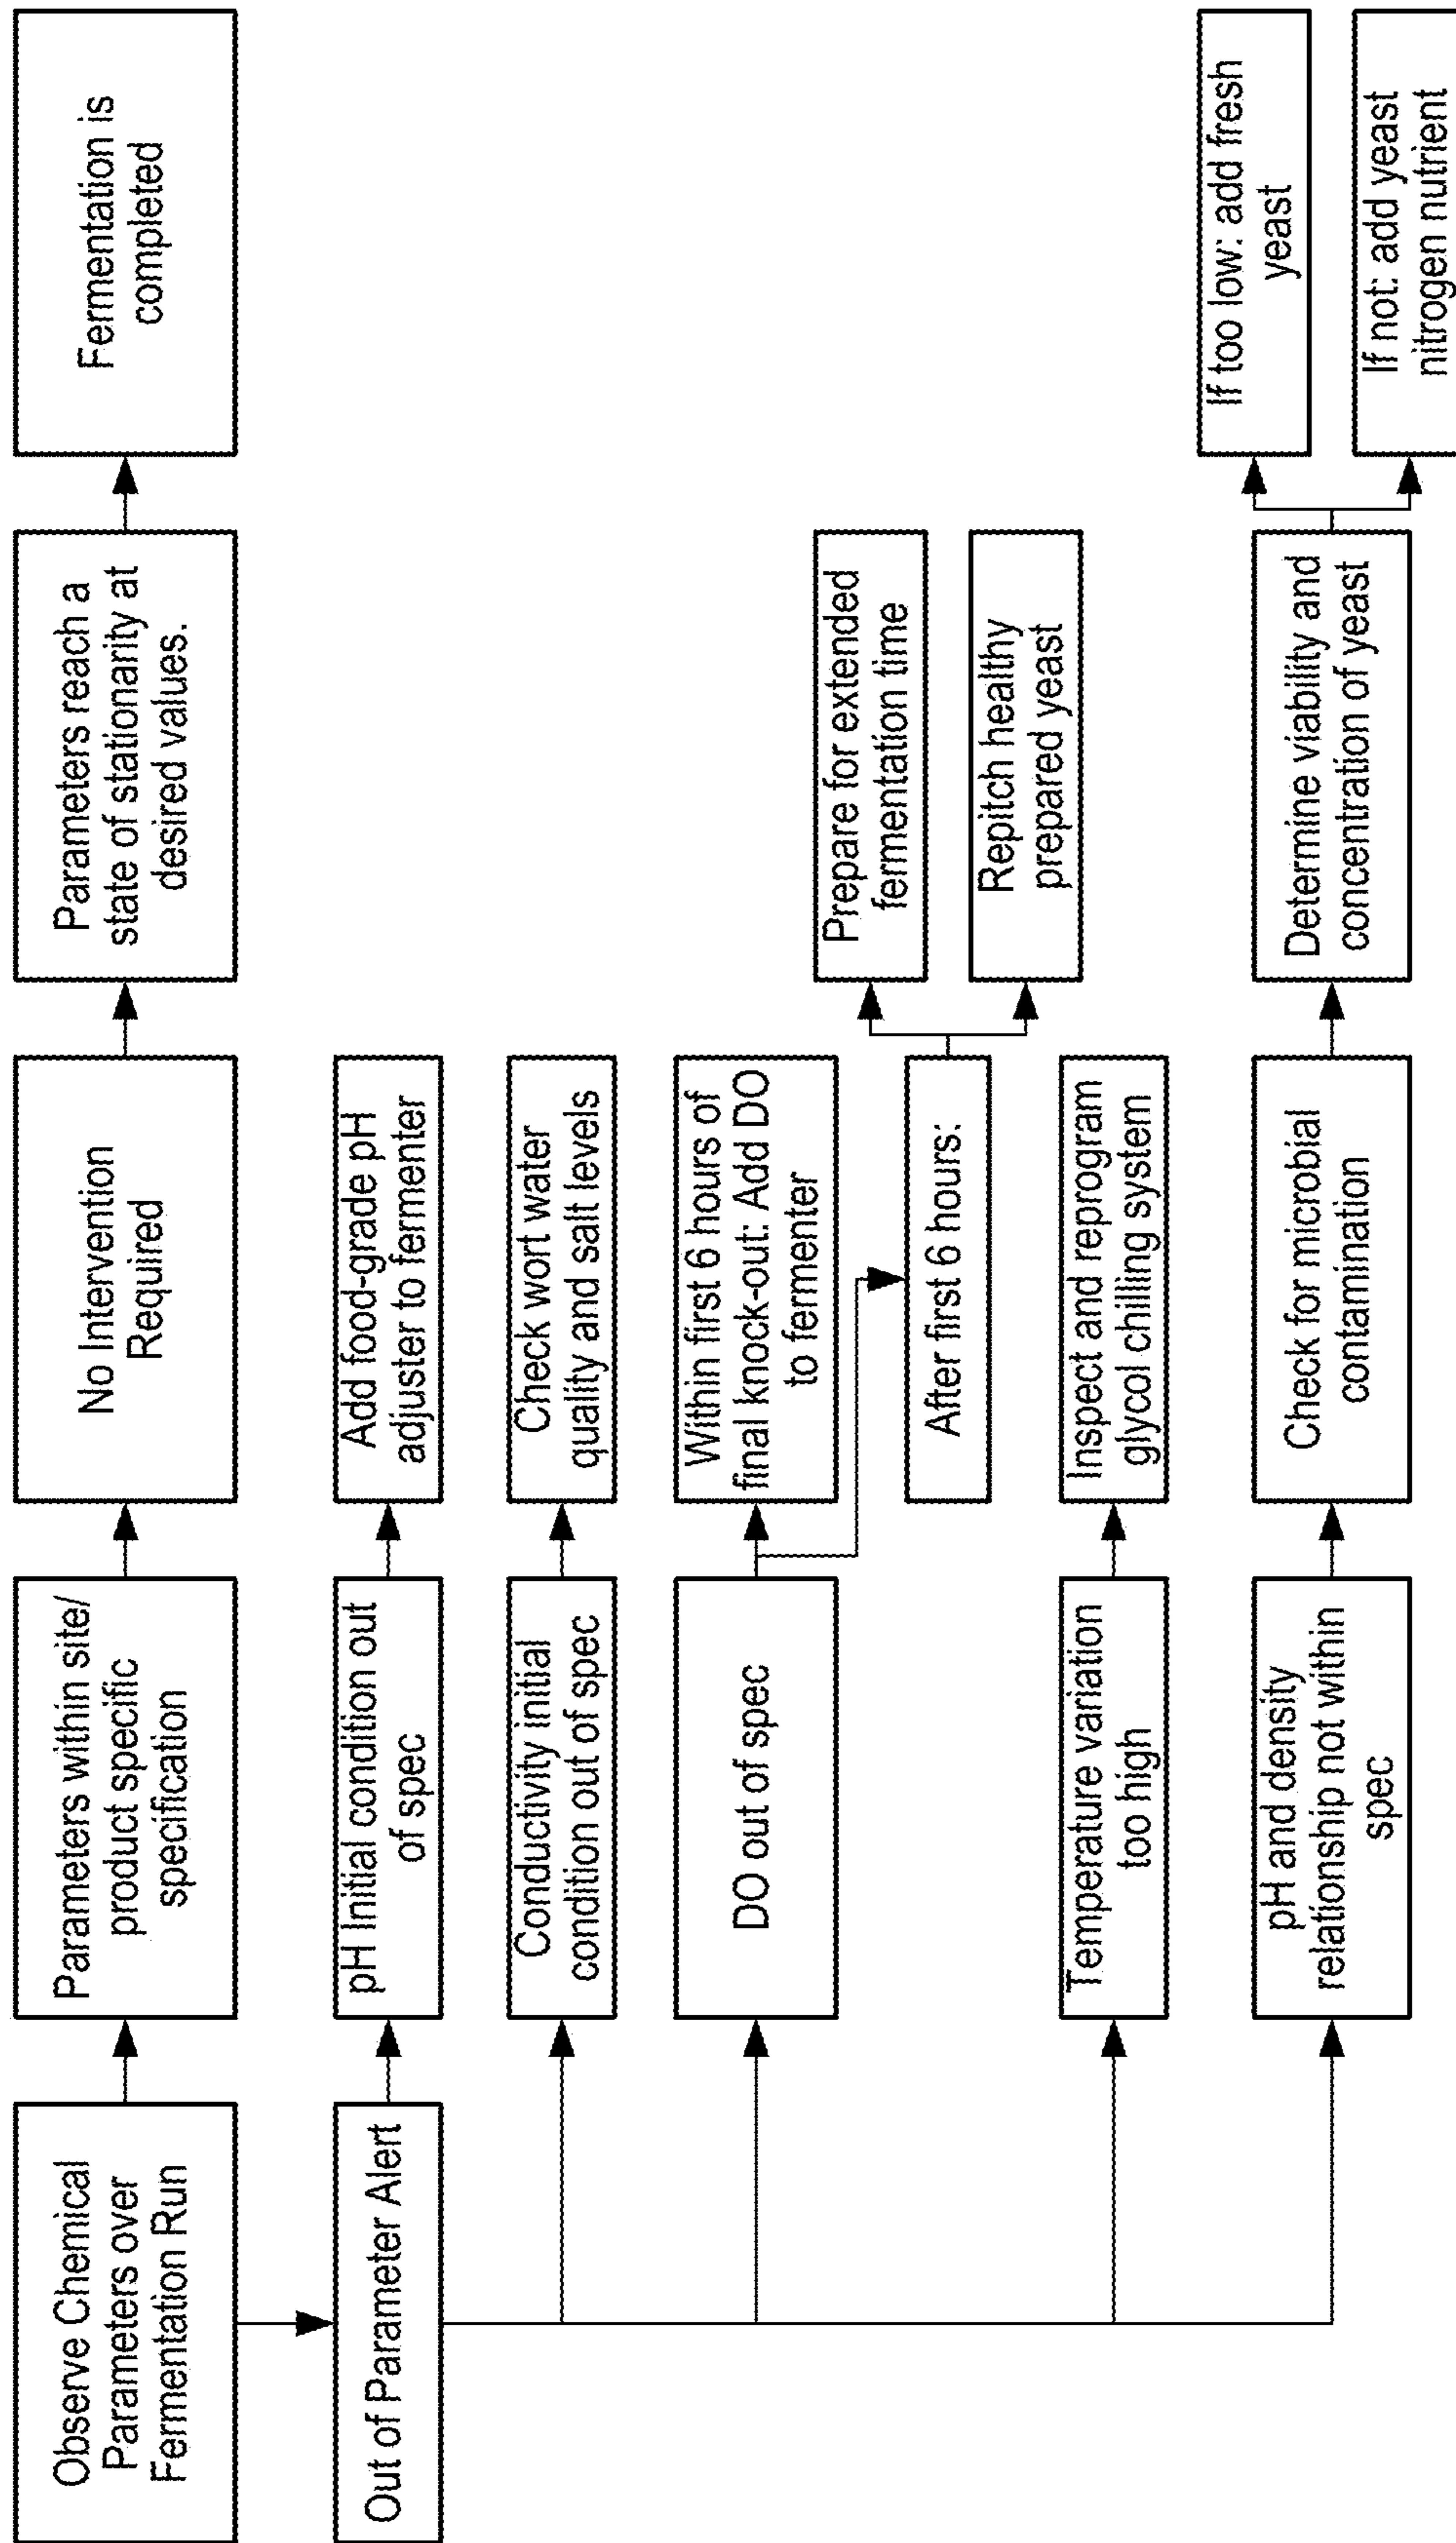 Observe Chemical
Parameters over
Fermentation Run
Parameters within site/
product specific
specification
No Intervention
Required
Parameters reach a
state of stationarity at
desired values.
Fermentation is
completed
Out of Parameter Alert
pH Initial condition out
of spec
Add food-grade pH
adjuster to fermenter
Conductivity initial
condition out of spec
Check wort water
quality and salt levels
DO out of spec
Within first 6 hours of
final knock-out: Add DO
to fermenter
After first 6 hours:
Prepare for extended
fermentation time
Repitch healthy
prepared yeast
Temperature variation
too high
Inspect and reprogram
glycol chilling system
pH and density
relationship not within
spec
Check for microbial
contamination
Determine viability and
concentration of yeast
If too low: add fresh
yeast
If not: add yeast
nitrogen nutrient